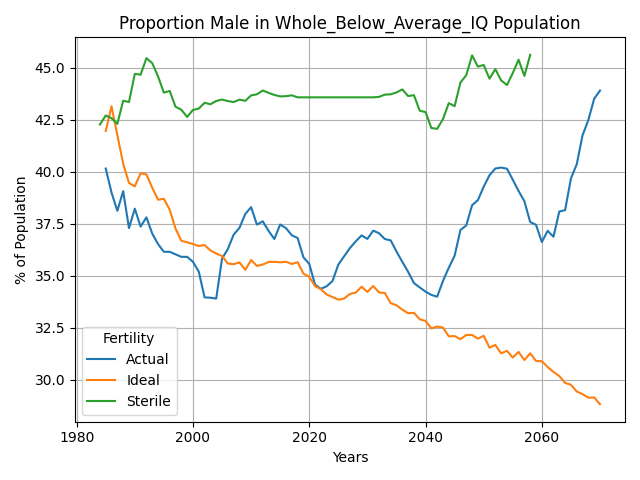 Proportion Male in Whole_Below_Average_IQ Population
% of Population
45.0
42.5
40.0
37.5
35.0
32.5
30.0
Fertility
Actual
Ideal
Sterile
1980
2000
2020
2040
2060
Years